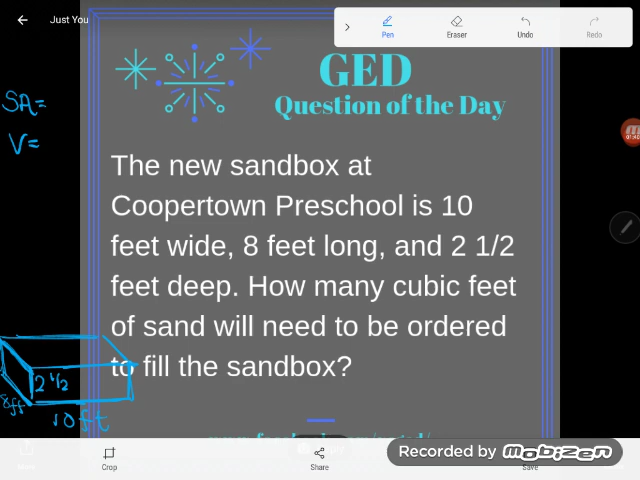 Just You
Pen
Eraser
Undo
Redo
GED
Question of the Day
SA=
V=
The new sandbox at
Coopertown Preschool is 10
feet wide, 8 feet long, and 2 1/2
feet deep. How many cubic feet
of sand will need to be ordered
to fill the sandbox?
2 1/2
8ft
10ft
Crop
Share
Save
Recorded by mobizen